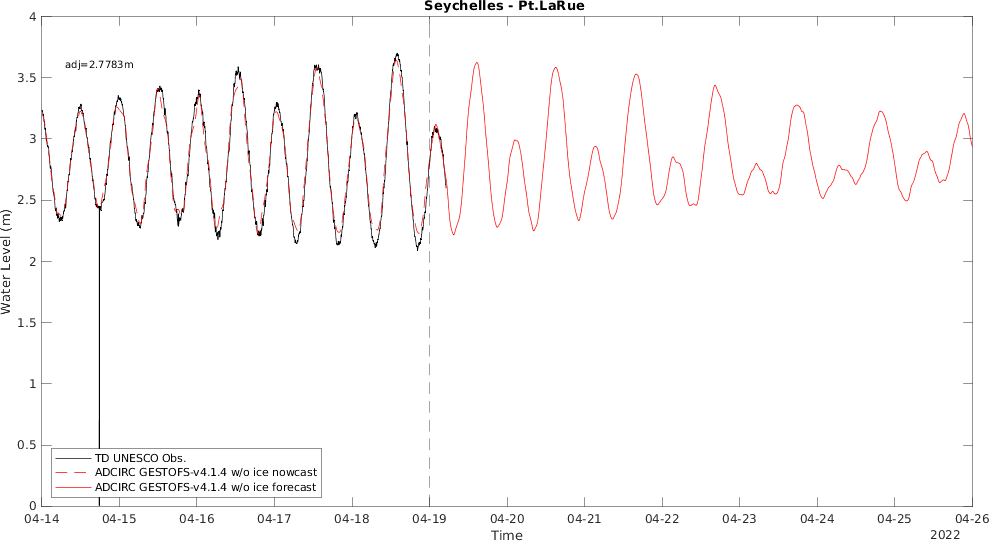 Seychelles - Pt.LaRue
adj=2.7783m
4
3.5
3
2.5
2
1.5
1
0.5
0
Water Level (m)
TD UNESCO Obs.
ADCIRC GESTOFS-v4.1.4 w/o ice nowcast
ADCIRC GESTOFS-v4.1.4 w/o ice forecast
04-14 04-15 04-16 04-17 04-18 04-19 04-20 04-21 04-22 04-23 04-24 04-25 04-26
Time
2022